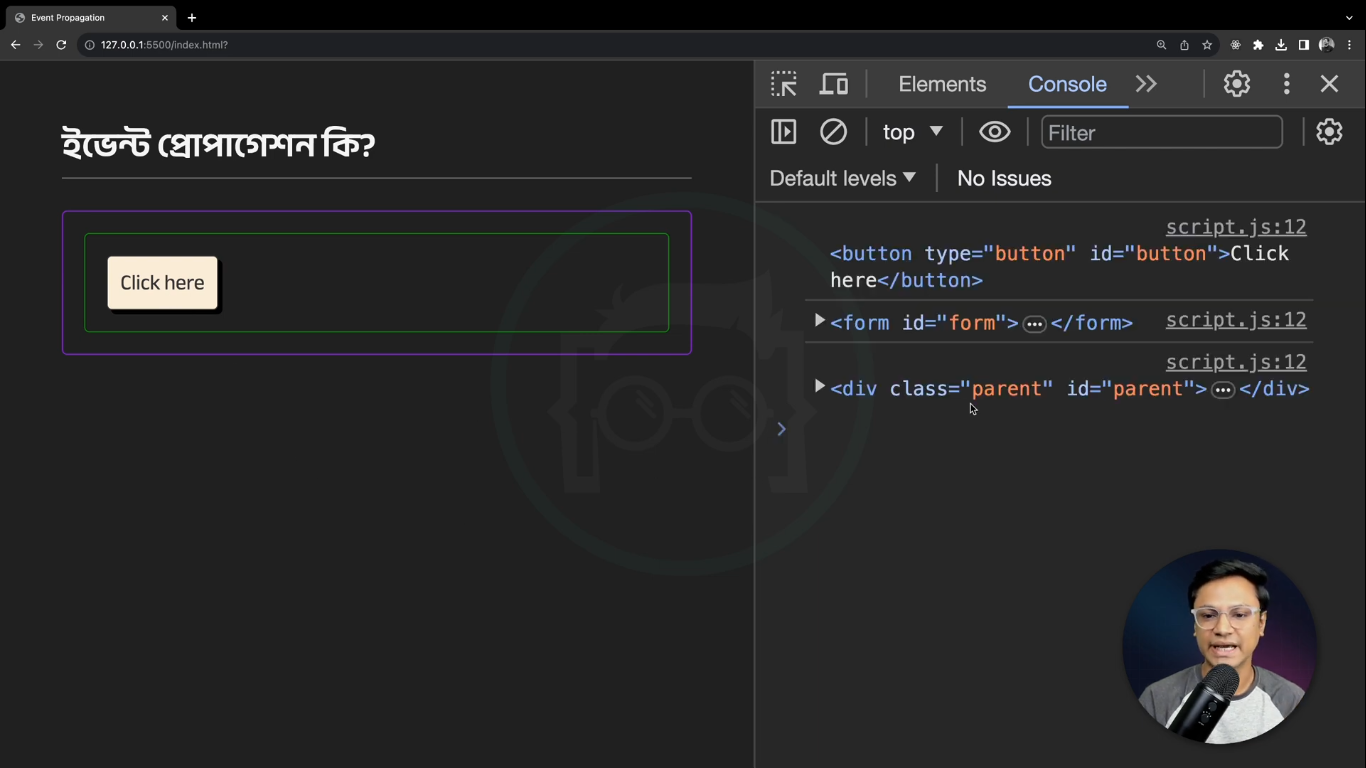 Event Propagation
127.0.0.1:5500/index.html?
ইভেন্ট প্রোপাগেশন কি?
Click here
Elements
Console
top
Filter
Default levels
No Issues
script.js:12
<button type="button" id="button">Click
here</button>
<form id="form">…</form>
script.js:12
script.js:12
<div class="parent" id="parent">…</div>